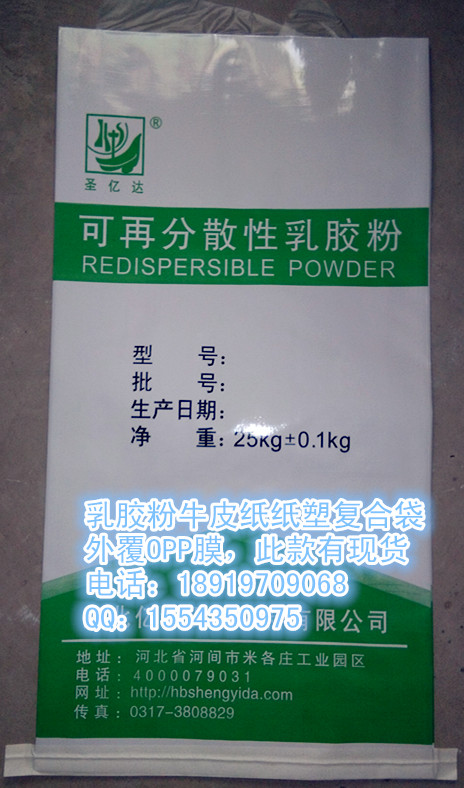 ®
圣亿达
可再分散性乳胶粉
REDISPERSIBLE POWDER
型 号：
批 号：
生产日期：
净 重：25kg±0.1kg
乳胶粉牛皮纸纸塑复合袋
外覆OPP膜，此款有现货
电话：18919709068
QQ：1554350975
有限公司
地址：河北省河间市米各庄工业园区
电话：4000079031
网址：http://hbshengyida.com
传真：0317-3808829